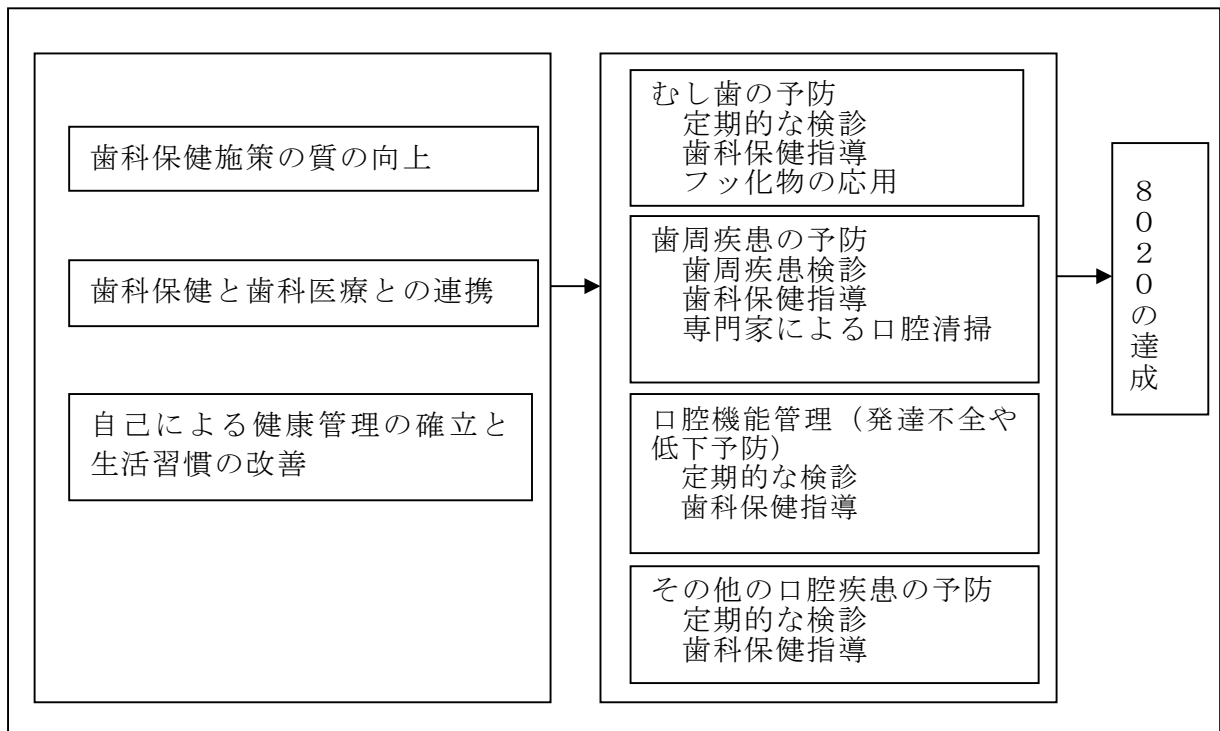 歯科保健施策の質の向上
歯科保健と歯科医療との連携
自己による健康管理の確立と
生活習慣の改善
むし歯の予防
定期的な検診
歯科保健指導
フッ化物の応用
歯周疾患の予防
歯周疾患検診
歯科保健指導
専門家による口腔清掃
口腔機能管理（発達不全や
低下予防）
定期的な検診
歯科保健指導
その他の口腔疾患の予防
定期的な検診
歯科保健指導
８０２０の達成